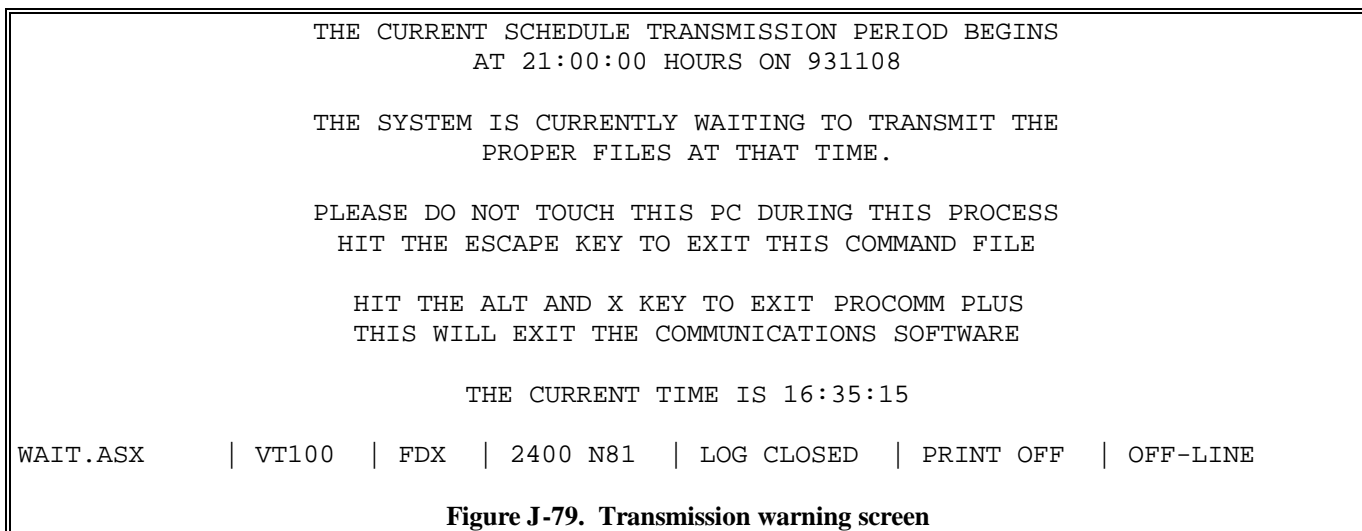 THE CURRENT SCHEDULE TRANSMISSION PERIOD BEGINS
AT 21:00:00 HOURS ON 931108
THE SYSTEM IS CURRENTLY WAITING TO TRANSMIT THE
PROPER FILES AT THAT TIME.
PLEASE DO NOT TOUCH THIS PC DURING THIS PROCESS
HIT THE ESCAPE KEY TO EXIT THIS COMMAND FILE
HIT THE ALT AND X KEY TO EXIT PROCOMM PLUS
THIS WILL EXIT THE COMMUNICATIONS SOFTWARE
THE CURRENT TIME IS 16:35:15
WAIT.ASX | VT100 | FDX | 2400 N81 | LOG CLOSED | PRINT OFF | OFF-LINE
Figure J-79. Transmission warning screen